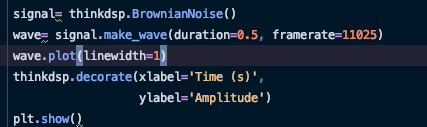 signal= thinkdsp.BrownianNoise()
wave= signal.make_wave(duration=0.5, framerate=11025)
wave.plot(linewidth=1)
thinkdsp.decorate(xlabel='Time (s)',
ylabel='Amplitude')
plt.show()